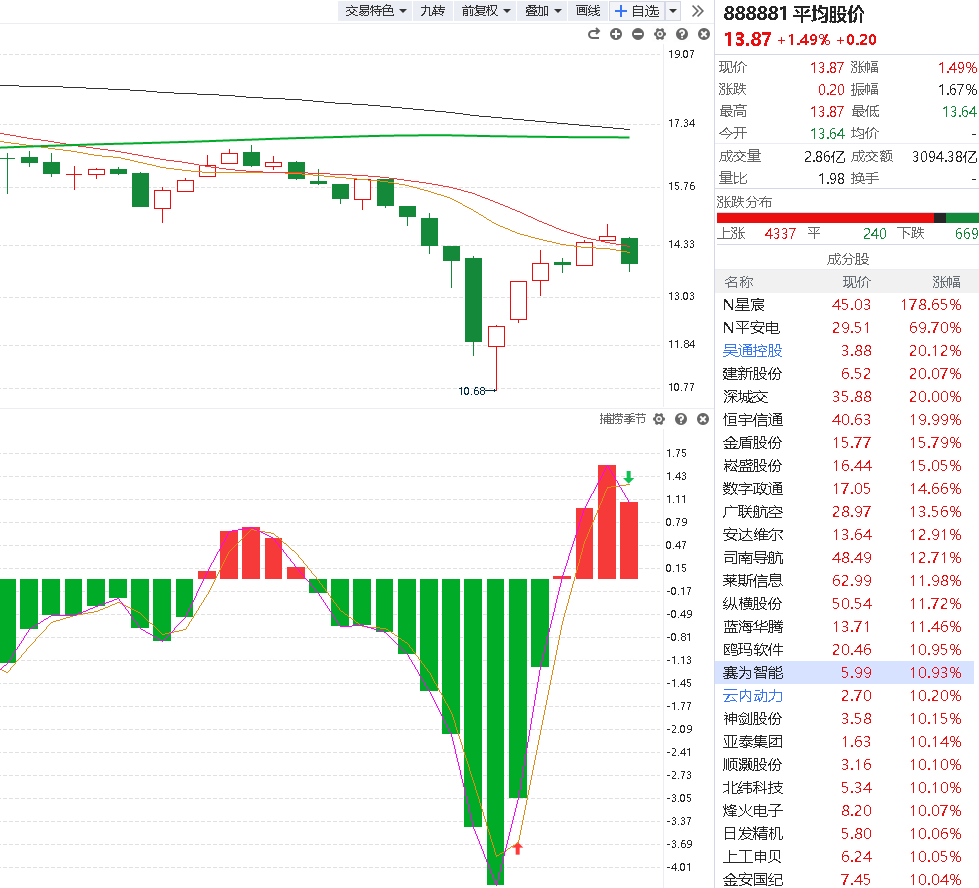 交易特色 九转 前复权 叠加 画线 自选
19.07
17.34
15.76
14.33
13.03
11.84
10.77
10.68
捕捞季节
1.75
1.43
1.11
0.79
0.47
0.15
-0.17
-0.49
-0.81
-1.13
-1.45
-1.77
-2.09
-2.41
-2.73
-3.05
-3.37
-3.69
-4.01
888881 平均股价
13.87 +1.49% +0.20
现价 13.87 涨幅 1.49%
涨跌 0.20 振幅 1.67%
最高 13.87 最低 13.64
今开 13.64 均价 -
成交量 2.86亿 成交额 3094.38亿
量比 1.98 换手 -
涨跌分布
上涨 4337 平 240 下跌 669
成分股
名称 现价 涨幅
N星宸 45.03 178.65%
N平安电 29.51 69.70%
吴通控股 3.88 20.12%
建新股份 6.52 20.07%
深城交 35.88 20.00%
恒宇信通 40.63 19.99%
金盾股份 15.77 15.79%
崧盛股份 16.44 15.05%
数字政通 17.05 14.66%
广联航空 28.97 13.56%
安达维尔 13.64 12.91%
司南导航 48.49 12.71%
莱斯信息 62.99 11.98%
纵横股份 50.54 11.72%
蓝海华腾 13.71 11.46%
鸥玛软件 20.46 10.95%
赛为智能 5.99 10.93%
云内动力 2.70 10.20%
神剑股份 3.58 10.15%
亚泰集团 1.63 10.14%
顺灏股份 3.16 10.10%
北纬科技 5.34 10.10%
烽火电子 8.20 10.07%
日发精机 5.80 10.06%
上工申贝 6.24 10.05%
金安国纪 7.45 10.04%